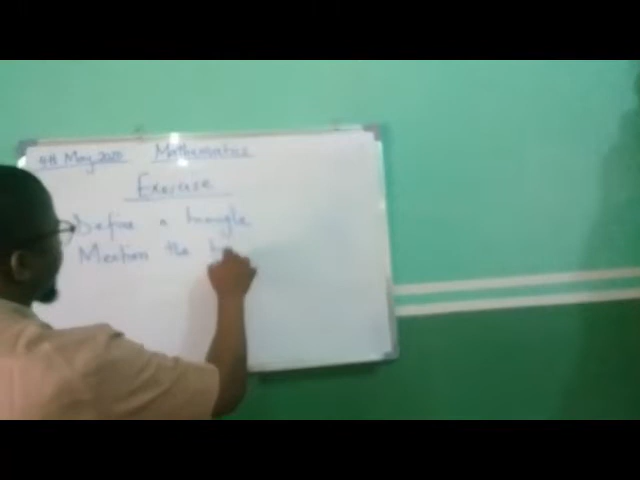 4th May 2020 Mathematics
Exercise
Define a triangle
Mention the